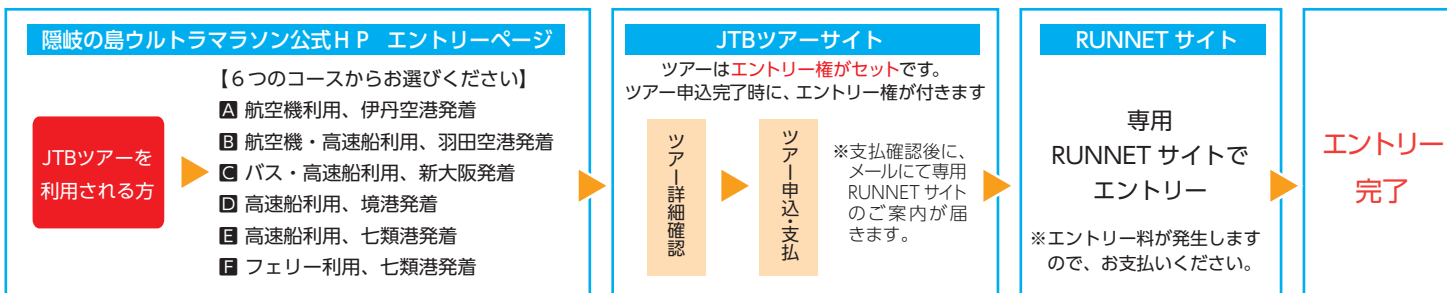 隠岐の島ウルトラマラソン公式ＨＰ　エントリーページ
JTBツアーを
利用される方
【６つのコースからお選びください】
A 航空機利用、伊丹空港発着
B 航空機・高速船利用、羽田空港発着
C バス・高速船利用、新大阪発着
D 高速船利用、境港発着
E 高速船利用、七類港発着
F フェリー利用、七類港発着
JTBツアーサイト
ツアーはエントリー権がセットです。
ツアー申込完了時に、エントリー権が付きます
ツアー詳細確認
ツアー申込・支払
※支払確認後に、
メールにて専用
RUNNET サイト
のご案内が届
きます。
RUNNET サイト
専用
RUNNET サイトで
エントリー
※エントリー料が発生します
ので、お支払いください。
エントリー
完了